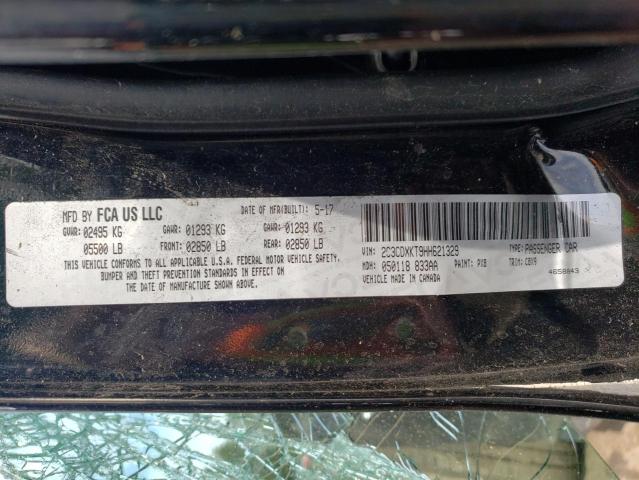 MFD BY FCA US LLC DATE OF MFR(BUILT): 5-17
GVWR: 02495 KG GAWR: 01293 KG GAWR: 01293 KG
05500 LB FRONT: 02850 LB REAR: 02850 LB
THIS VEHICLE CONFORMS TO ALL APPLICABLE U.S.A. FEDERAL MOTOR VEHICLE SAFETY,
BUMPER AND THEFT PREVENTION STANDARDS IN EFFECT ON
THE DATE OF MANUFACTURE SHOWN ABOVE.
VIN: 2C3CDXKT9HH621329 TYPE: PASSENGER CAR
MDH: 050118 833AA PAINT: PX8 TRIM: CBX9
VEHICLE MADE IN CANADA 4658843